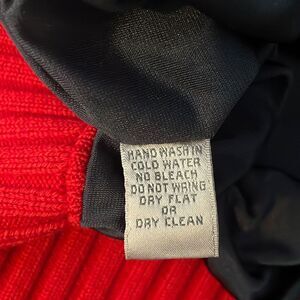 HAND WASH IN
COLD WATER
NO BLEACH
DO NOT WRING
DRY FLAT
OR
DRY CLEAN